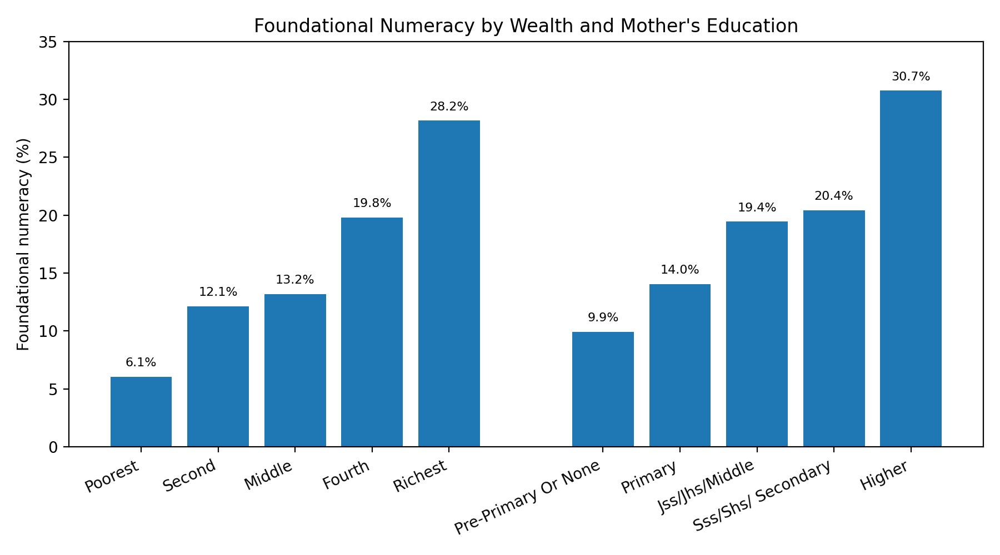 Foundational Numeracy by Wealth and Mother's Education
Foundational numeracy (%)
35
30
25
20
15
10
5
0
6.1%
12.1%
13.2%
19.8%
28.2%
9.9%
14.0%
19.4%
20.4%
30.7%
Poorest
Second
Middle
Fourth
Richest
Pre-Primary Or None
Primary
Jss/Jhs/Middle
Sss/Shs/ Secondary
Higher